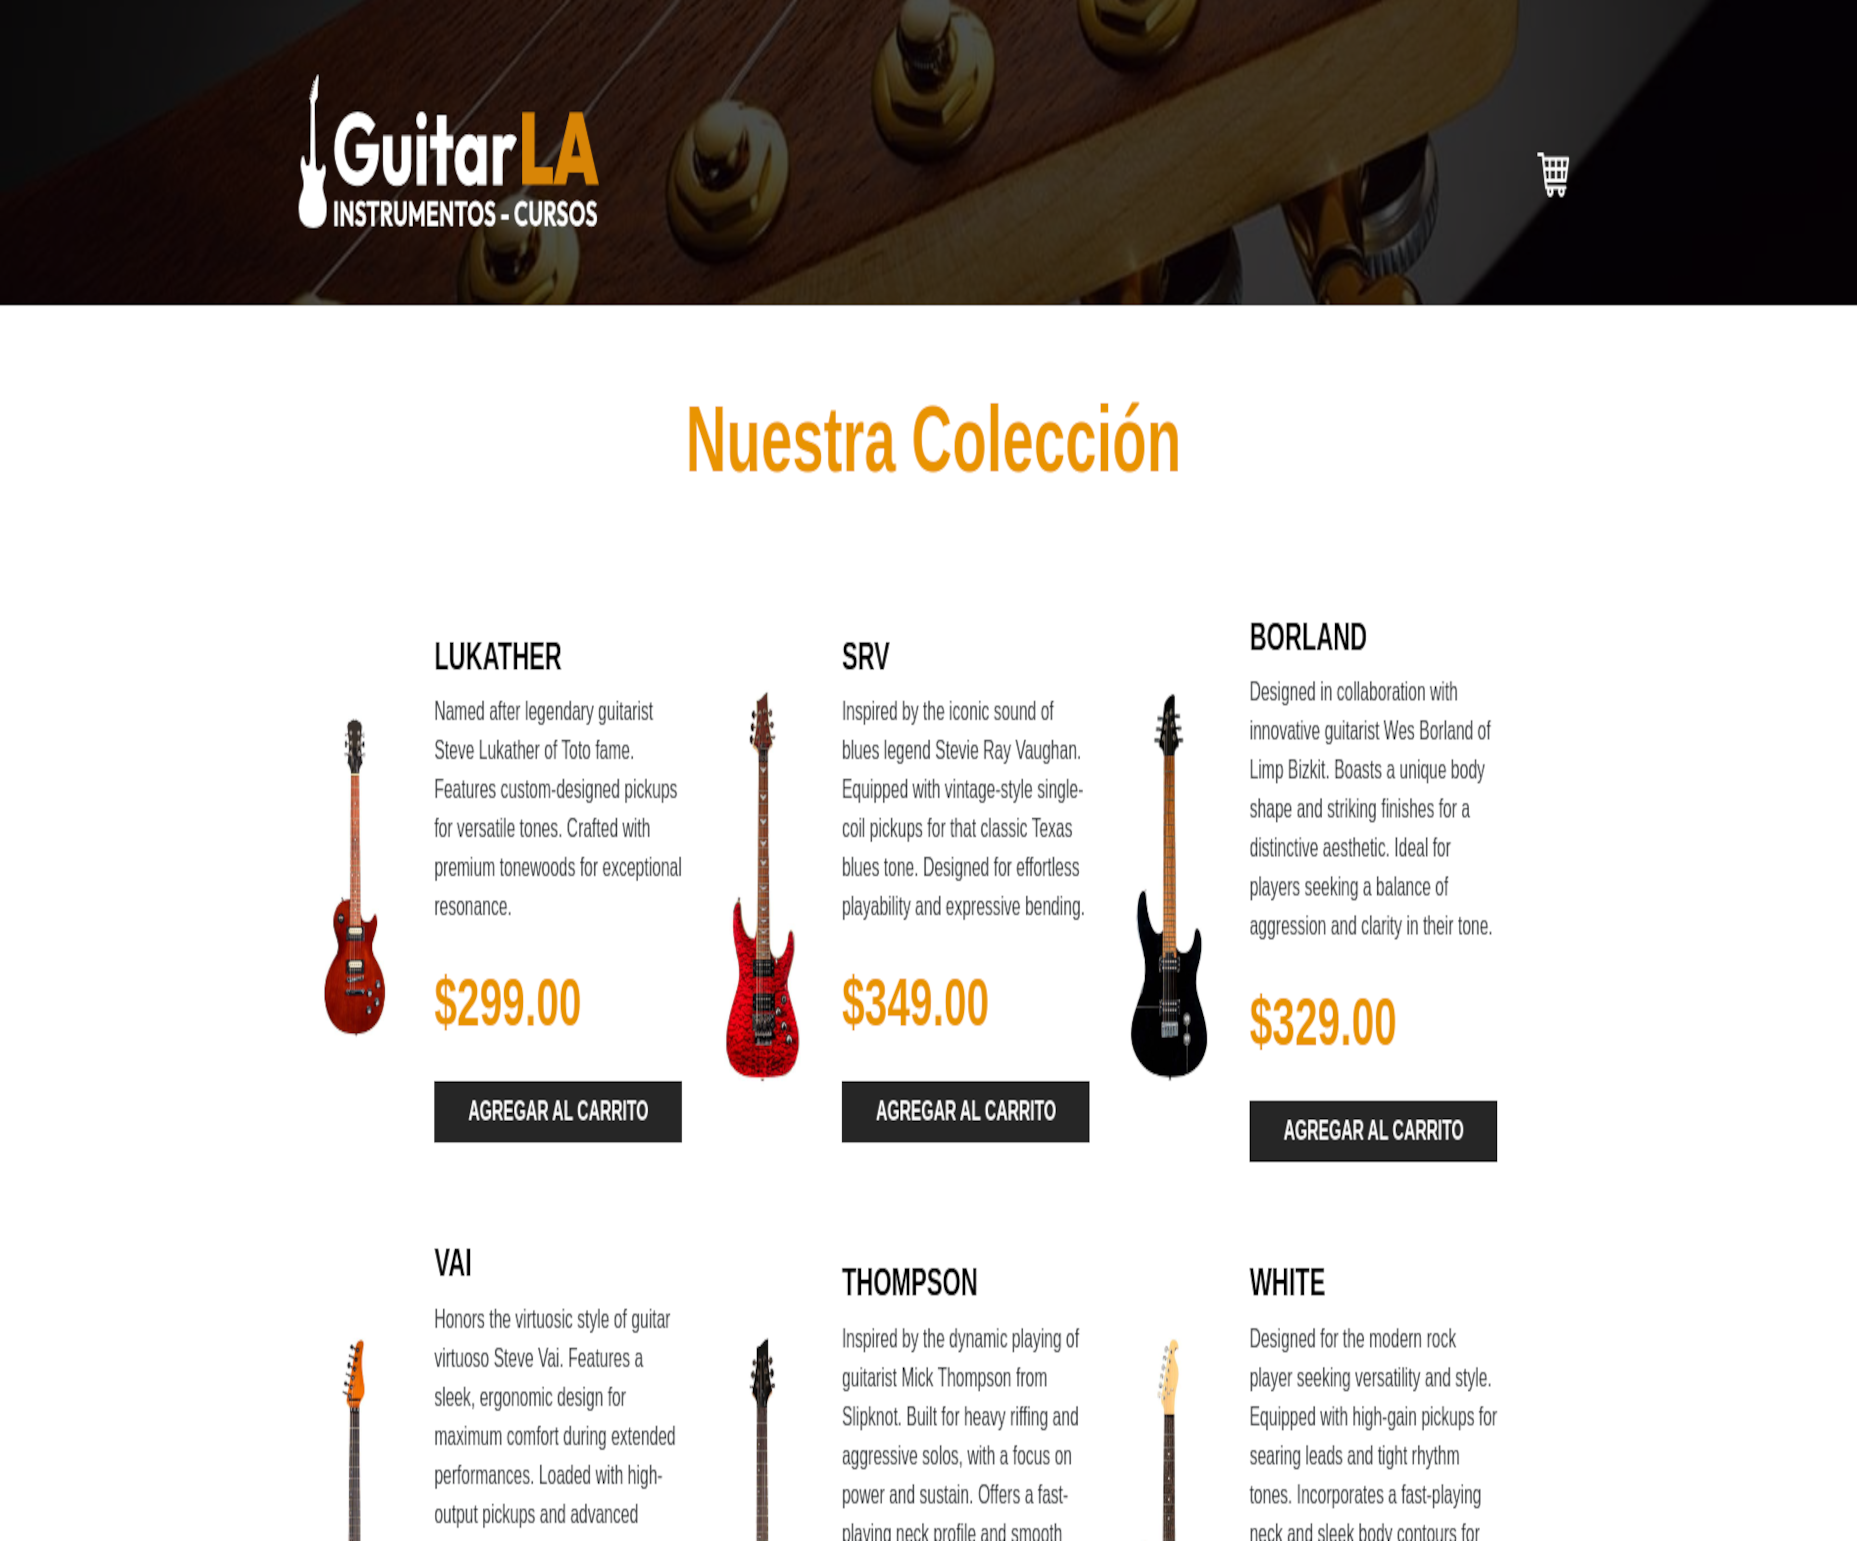 GuitarLA
INSTRUMENTOS - CURSOS
Nuestra Colección
LUKATHER
Named after legendary guitarist
Steve Lukather of Toto fame.
Features custom-designed pickups
for versatile tones. Crafted with
premium tonewoods for exceptional
resonance.
$299.00
AGREGAR AL CARRITO
SRV
Inspired by the iconic sound of
blues legend Stevie Ray Vaughan.
Equipped with vintage-style single-
coil pickups for that classic Texas
blues tone. Designed for effortless
playability and expressive bending.
$349.00
AGREGAR AL CARRITO
BORLAND
Designed in collaboration with
innovative guitarist Wes Borland of
Limp Bizkit. Boasts a unique body
shape and striking finishes for a
distinctive aesthetic. Ideal for
players seeking a balance of
aggression and clarity in their tone.
$329.00
AGREGAR AL CARRITO
VAI
Honors the virtuosic style of guitar
virtuoso Steve Vai. Features a
sleek, ergonomic design for
maximum comfort during extended
performances. Loaded with high-
output pickups and advanced
THOMPSON
Inspired by the dynamic playing of
guitarist Mick Thompson from
Slipknot. Built for heavy riffing and
aggressive solos, with a focus on
power and sustain. Offers a fast-
playing neck profile and smooth
WHITE
Designed for the modern rock
player seeking versatility and style.
Equipped with high-gain pickups for
searing leads and tight rhythm
tones. Incorporates a fast-playing
neck and sleek body contours for